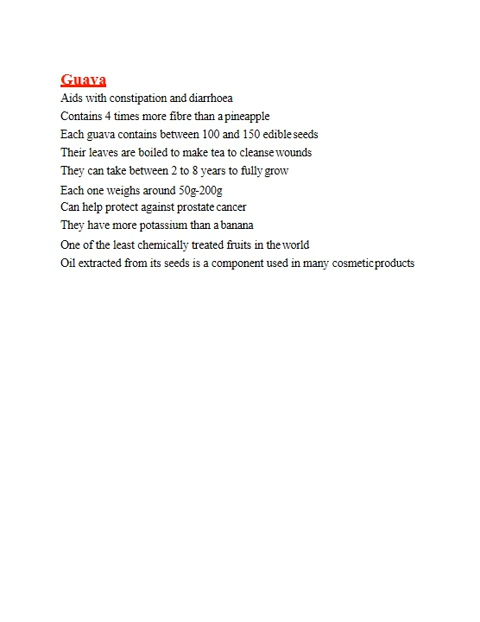 Guava
Aids with constipation and diarrhoea
Contains 4 times more fibre than a pineapple
Each guava contains between 100 and 150 edible seeds
Their leaves are boiled to make tea to cleanse wounds
They can take between 2 to 8 years to fully grow
Each one weighs around 50g-200g
Can help protect against prostate cancer
They have more potassium than a banana
One of the least chemically treated fruits in the world
Oil extracted from its seeds is a component used in many cosmetic products